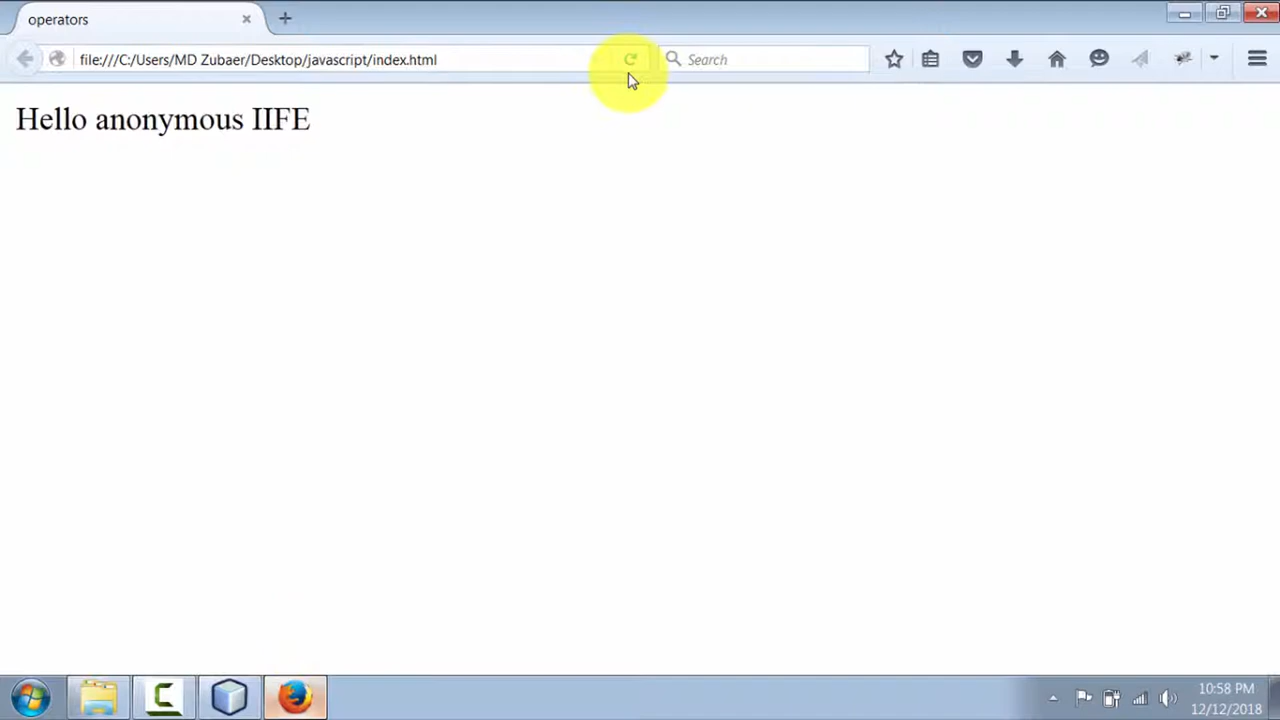 operators
file:///C:/Users/MD Zubaer/Desktop/javascript/index.html
Search
Hello anonymous IIFE
10:58 PM
12/12/2018